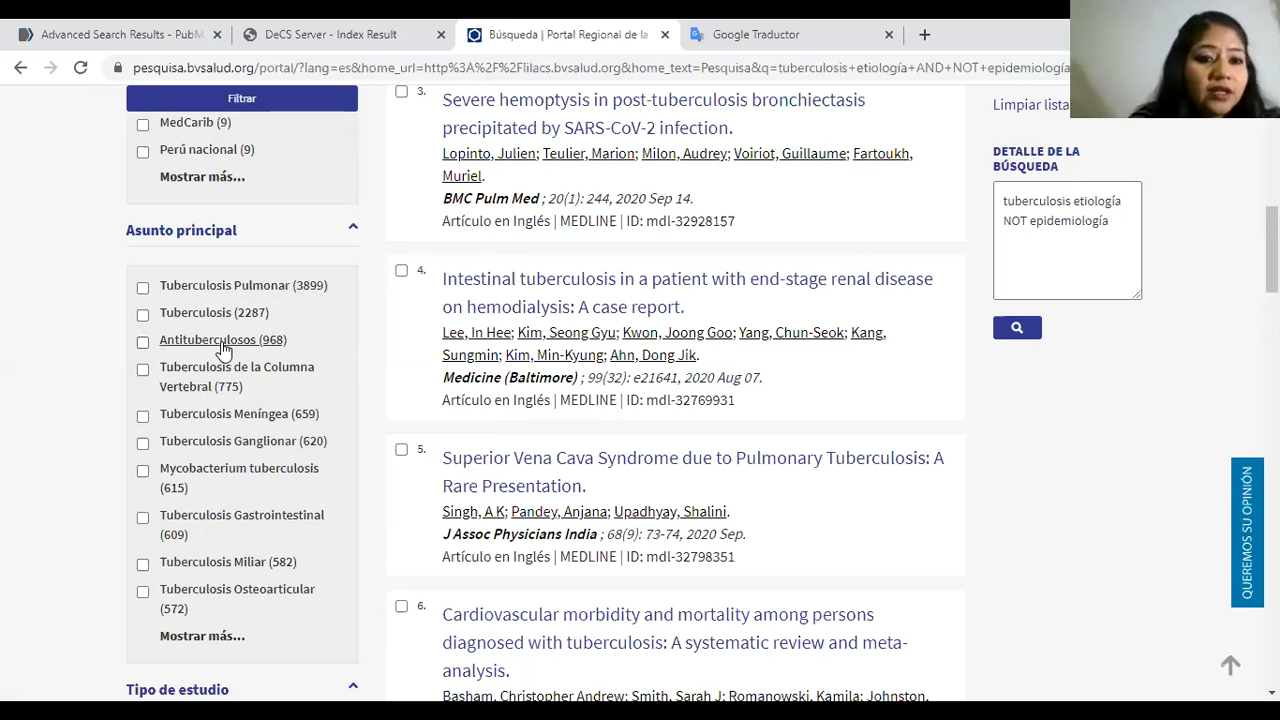 Advanced Search Results - PubM
DeCS Server - Index Result
Búsqueda | Portal Regional de la
Google Traductor
pesquisa.bvsalud.org/portal/?lang=es&home_url=http%3A%2F%2Flilacs.bvsalud.org&home_text=Pesquisa&q=tuberculosis+etiología+AND+NOT+epidemiología
Filtrar
MedCarib (9)
Perú nacional (9)
Mostrar más...
Asunto principal
Tuberculosis Pulmonar (3899)
Tuberculosis (2287)
Antituberculosos (968)
Tuberculosis de la Columna
Vertebral (775)
Tuberculosis Meníngea (659)
Tuberculosis Ganglionar (620)
Mycobacterium tuberculosis
(615)
Tuberculosis Gastrointestinal
(609)
Tuberculosis Miliar (582)
Tuberculosis Osteoarticular
(572)
Mostrar más...
Tipo de estudio
3.
Severe hemoptysis in post-tuberculosis bronchiectasis
precipitated by SARS-CoV-2 infection.
Lopinto, Julien; Teulier, Marion; Milon, Audrey; Voiriot, Guillaume; Fartoukh,
Muriel.
BMC Pulm Med ; 20(1): 244, 2020 Sep 14.
Artículo en Inglés | MEDLINE | ID: mdl-32928157
4.
Intestinal tuberculosis in a patient with end-stage renal disease
on hemodialysis: A case report.
Lee, In Hee; Kim, Seong Gyu; Kwon, Joong Goo; Yang, Chun-Seok; Kang,
Sungmin; Kim, Min-Kyung; Ahn, Dong Jik.
Medicine (Baltimore) ; 99(32): e21641, 2020 Aug 07.
Artículo en Inglés | MEDLINE | ID: mdl-32769931
5.
Superior Vena Cava Syndrome due to Pulmonary Tuberculosis: A
Rare Presentation.
Singh, A K; Pandey, Anjana; Upadhyay, Shalini.
J Assoc Physicians India ; 68(9): 73-74, 2020 Sep.
Artículo en Inglés | MEDLINE | ID: mdl-32798351
6.
Cardiovascular morbidity and mortality among persons
diagnosed with tuberculosis: A systematic review and meta-
analysis.
Basham, Christopher Andrew; Smith, Sarah J; Romanowski, Kamila; Johnston,
Limpiar lista
DETALLE DE LA
BÚSQUEDA
tuberculosis etiología
NOT epidemiología
QUEREMOS SU OPINIÓN